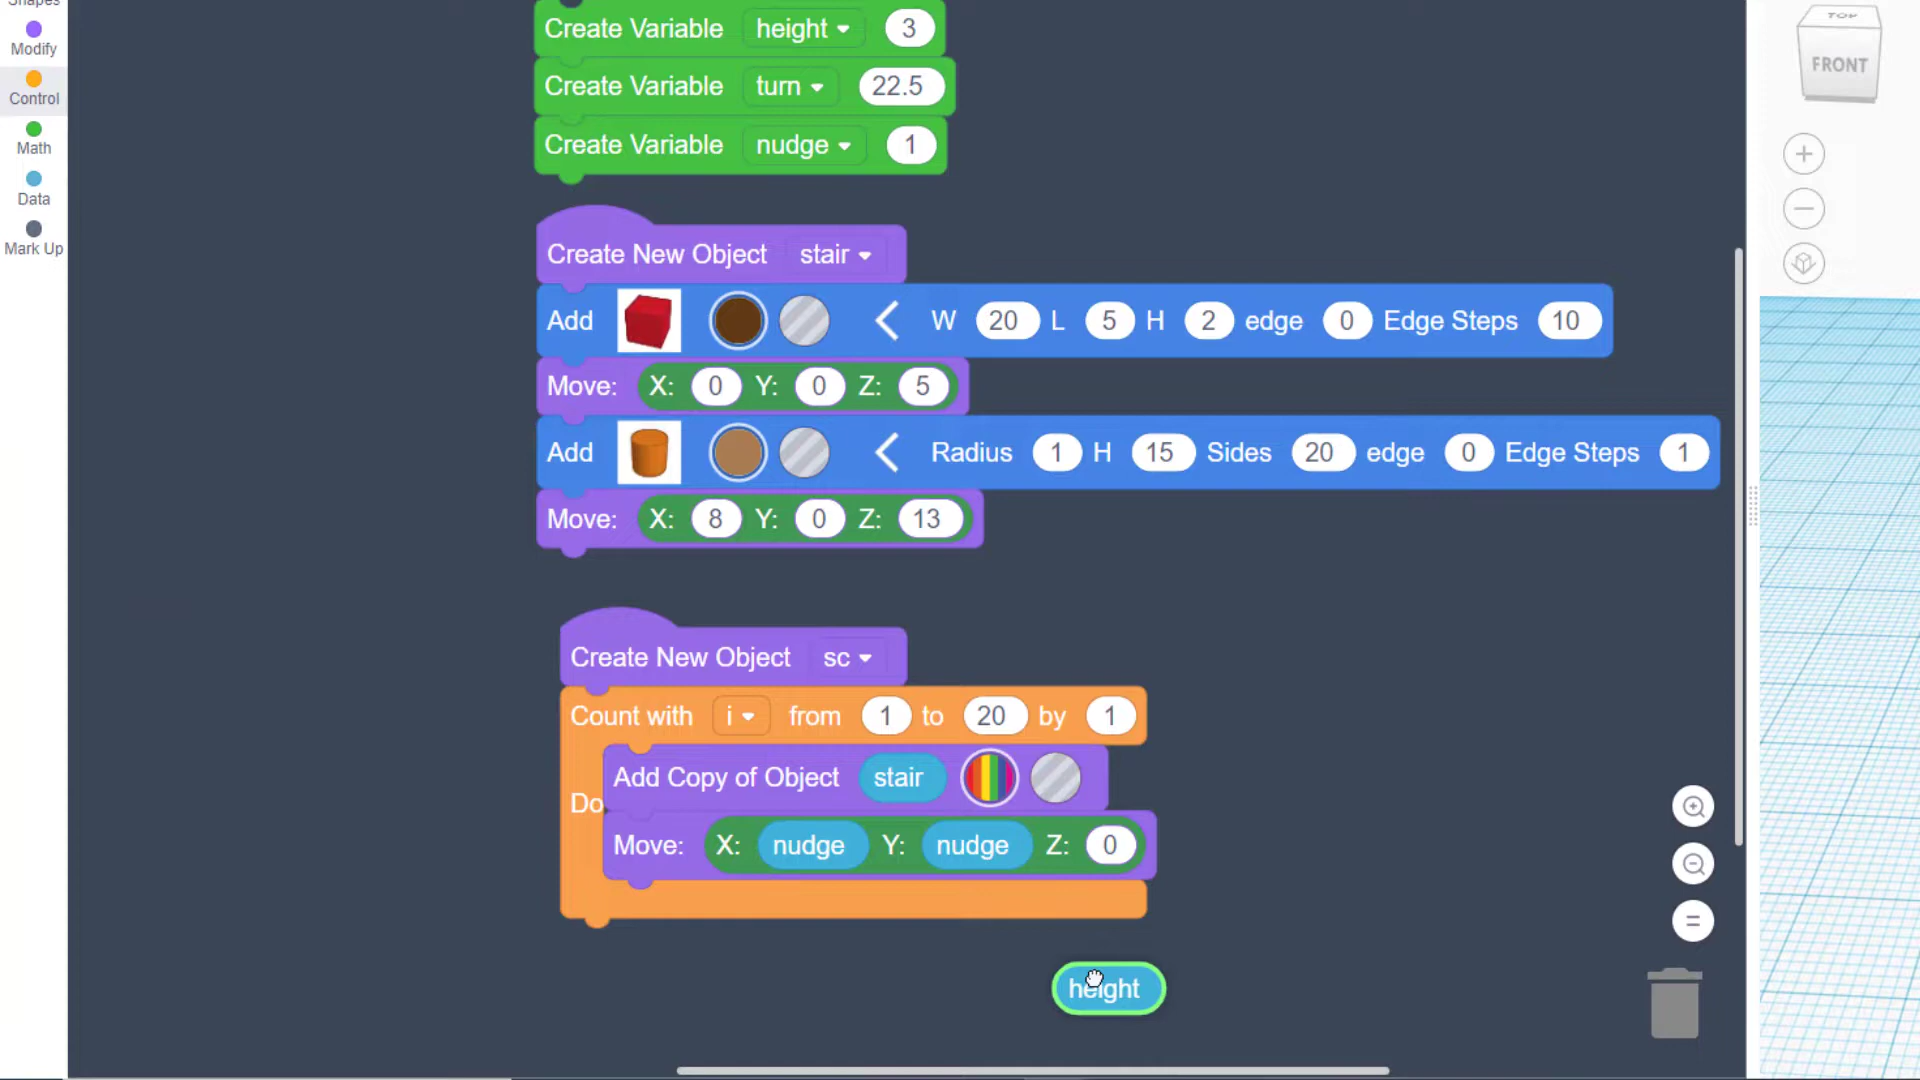 Shapes
Modify
Control
Math
Data
Mark Up
Create Variable height 3
Create Variable turn 22.5
Create Variable nudge 1
Create New Object stair
Add W 20 L 5 H 2 edge 0 Edge Steps 10
Move: X: 0 Y: 0 Z: 5
Add Radius 1 H 15 Sides 20 edge 0 Edge Steps 1
Move: X: 8 Y: 0 Z: 13
Create New Object sc
Count with i from 1 to 20 by 1
Do
Add Copy of Object stair
Move: X: nudge Y: nudge Z: 0
height
TOP
FRONT